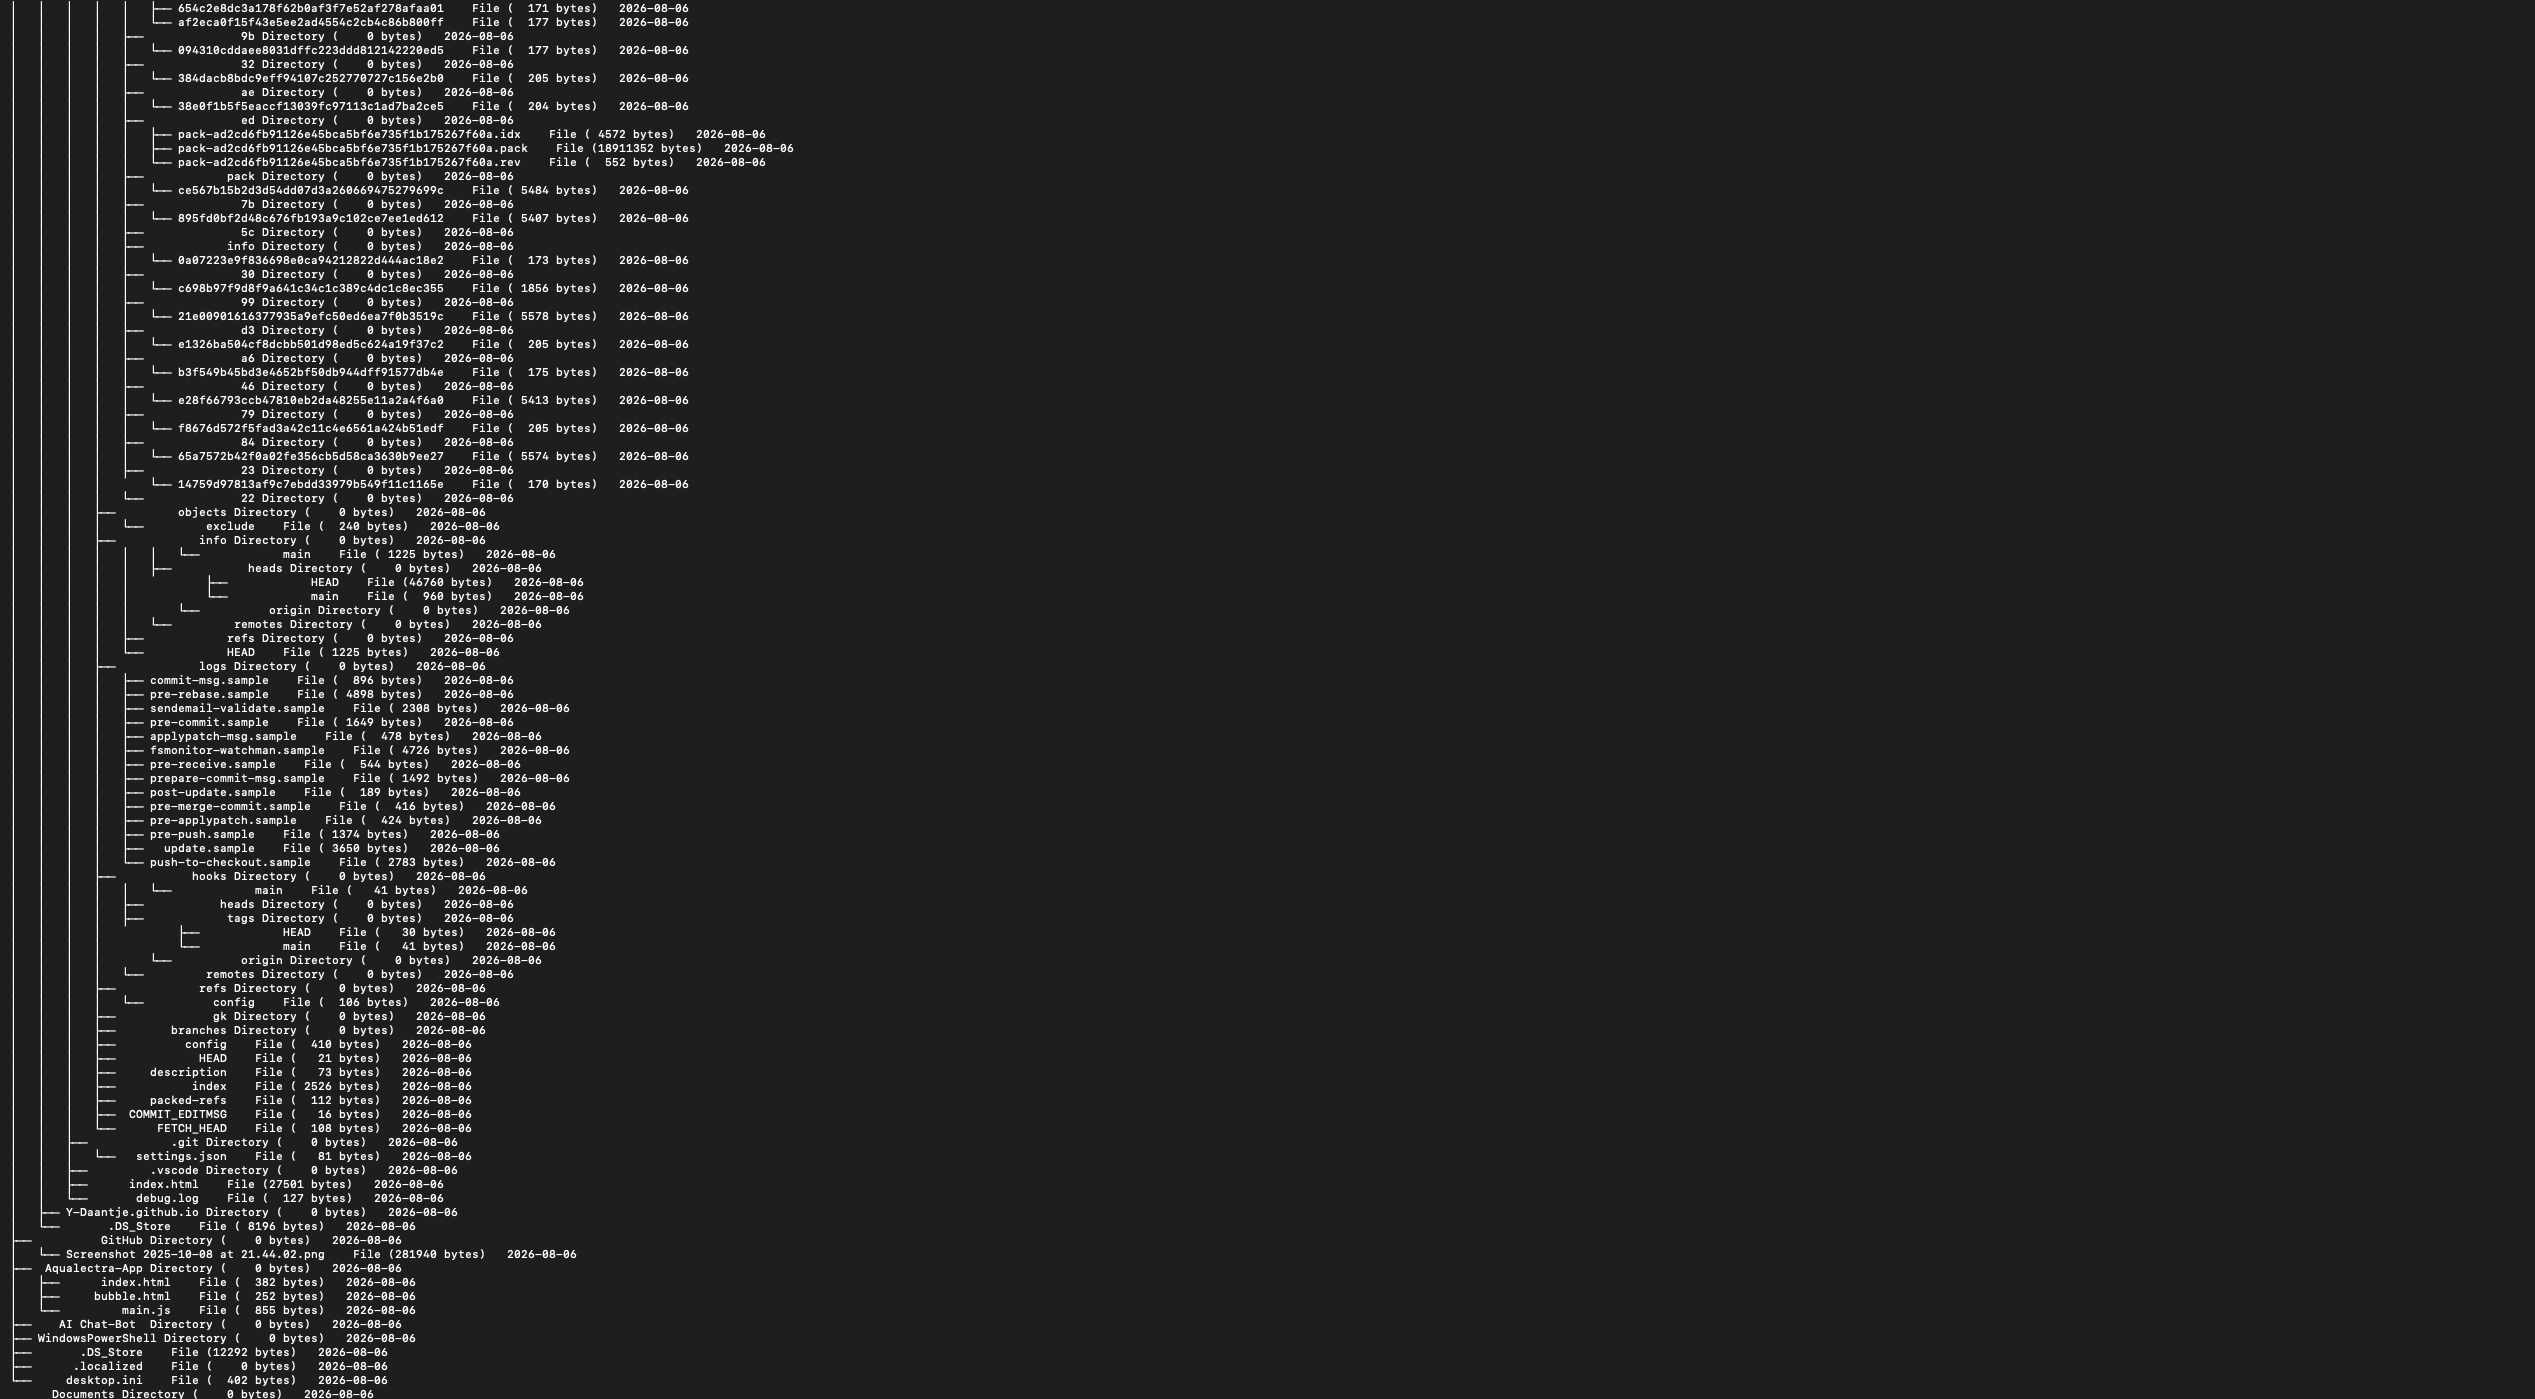 │   │   │   │   │   ├── 654c2e8dc3a178f62b0af3f7e52af278afaa01    File (  171 bytes)   2026-08-06
│   │   │   │   │   └── af2eca0f15f43e5ee2ad4554c2cb4c86b800ff    File (  177 bytes)   2026-08-06
│   │   │   │   ├──              9b Directory (    0 bytes)   2026-08-06
│   │   │   │   │   └── 094310cddaee8031dffc223ddd812142220ed5    File (  177 bytes)   2026-08-06
│   │   │   │   ├──              32 Directory (    0 bytes)   2026-08-06
│   │   │   │   │   └── 384dacb8bdc9eff94107c252770727c156e2b0    File (  205 bytes)   2026-08-06
│   │   │   │   ├──              ae Directory (    0 bytes)   2026-08-06
│   │   │   │   │   └── 38e0f1b5f5eaccf13039fc97113c1ad7ba2ce5    File (  204 bytes)   2026-08-06
│   │   │   │   ├──              ed Directory (    0 bytes)   2026-08-06
│   │   │   │   │   ├── pack-ad2cd6fb91126e45bca5bf6e735f1b175267f60a.idx    File ( 4572 bytes)   2026-08-06
│   │   │   │   │   ├── pack-ad2cd6fb91126e45bca5bf6e735f1b175267f60a.pack    File (18911352 bytes)   2026-08-06
│   │   │   │   │   └── pack-ad2cd6fb91126e45bca5bf6e735f1b175267f60a.rev    File (  552 bytes)   2026-08-06
│   │   │   │   ├──            pack Directory (    0 bytes)   2026-08-06
│   │   │   │   │   └── ce567b15b2d3d54dd07d3a260669475279699c    File ( 5484 bytes)   2026-08-06
│   │   │   │   ├──              7b Directory (    0 bytes)   2026-08-06
│   │   │   │   │   └── 895fd0bf2d48c676fb193a9c102ce7ee1ed612    File ( 5407 bytes)   2026-08-06
│   │   │   │   ├──              5c Directory (    0 bytes)   2026-08-06
│   │   │   │   ├──            info Directory (    0 bytes)   2026-08-06
│   │   │   │   │   └── 0a07223e9f836698e0ca94212822d444ac18e2    File (  173 bytes)   2026-08-06
│   │   │   │   ├──              30 Directory (    0 bytes)   2026-08-06
│   │   │   │   │   └── c698b97f9d8f9a641c34c1c389c4dc1c8ec355    File ( 1856 bytes)   2026-08-06
│   │   │   │   ├──              99 Directory (    0 bytes)   2026-08-06
│   │   │   │   │   └── 21e00901616377935a9efc50ed6ea7f0b3519c    File ( 5578 bytes)   2026-08-06
│   │   │   │   ├──              d3 Directory (    0 bytes)   2026-08-06
│   │   │   │   │   └── e1326ba504cf8dcbb501d98ed5c624a19f37c2    File (  205 bytes)   2026-08-06
│   │   │   │   ├──              a6 Directory (    0 bytes)   2026-08-06
│   │   │   │   │   └── b3f549b45bd3e4652bf50db944dff91577db4e    File (  175 bytes)   2026-08-06
│   │   │   │   ├──              46 Directory (    0 bytes)   2026-08-06
│   │   │   │   │   └── e28f66793ccb47810eb2da48255e11a2a4f6a0    File ( 5413 bytes)   2026-08-06
│   │   │   │   ├──              79 Directory (    0 bytes)   2026-08-06
│   │   │   │   │   └── f8676d572f5fad3a42c11c4e6561a424b51edf    File (  205 bytes)   2026-08-06
│   │   │   │   ├──              84 Directory (    0 bytes)   2026-08-06
│   │   │   │   │   └── 65a7572b42f0a02fe356cb5d58ca3630b9ee27    File ( 5574 bytes)   2026-08-06
│   │   │   │   ├──              23 Directory (    0 bytes)   2026-08-06
│   │   │   │       └── 14759d97813af9c7ebdd33979b549f11c1165e    File (  170 bytes)   2026-08-06
│   │   │   │   └──              22 Directory (    0 bytes)   2026-08-06
│   │   │   ├──         objects Directory (    0 bytes)   2026-08-06
│   │   │   │   └──         exclude    File (  240 bytes)   2026-08-06
│   │   │   ├──            info Directory (    0 bytes)   2026-08-06
│   │   │   │   │   │   └──            main    File ( 1225 bytes)   2026-08-06
│   │   │   │   │   ├──           heads Directory (    0 bytes)   2026-08-06
│   │   │   │   │           ├──            HEAD    File (46760 bytes)   2026-08-06
│   │   │   │   │           └──            main    File (  960 bytes)   2026-08-06
│   │   │   │   │       └──          origin Directory (    0 bytes)   2026-08-06
│   │   │   │   │   └──         remotes Directory (    0 bytes)   2026-08-06
│   │   │   │   ├──            refs Directory (    0 bytes)   2026-08-06
│   │   │   │   └──            HEAD    File ( 1225 bytes)   2026-08-06
│   │   │   ├──            logs Directory (    0 bytes)   2026-08-06
│   │   │   │   ├── commit-msg.sample    File (  896 bytes)   2026-08-06
│   │   │   │   ├── pre-rebase.sample    File ( 4898 bytes)   2026-08-06
│   │   │   │   ├── sendemail-validate.sample    File ( 2308 bytes)   2026-08-06
│   │   │   │   ├── pre-commit.sample    File ( 1649 bytes)   2026-08-06
│   │   │   │   ├── applypatch-msg.sample    File (  478 bytes)   2026-08-06
│   │   │   │   ├── fsmonitor-watchman.sample    File ( 4726 bytes)   2026-08-06
│   │   │   │   ├── pre-receive.sample    File (  544 bytes)   2026-08-06
│   │   │   │   ├── prepare-commit-msg.sample    File ( 1492 bytes)   2026-08-06
│   │   │   │   ├── post-update.sample    File (  189 bytes)   2026-08-06
│   │   │   │   ├── pre-merge-commit.sample    File (  416 bytes)   2026-08-06
│   │   │   │   ├── pre-applypatch.sample    File (  424 bytes)   2026-08-06
│   │   │   │   ├── pre-push.sample    File ( 1374 bytes)   2026-08-06
│   │   │   │   ├──   update.sample    File ( 3650 bytes)   2026-08-06
│   │   │   │   └── push-to-checkout.sample    File ( 2783 bytes)   2026-08-06
│   │   │   ├──           hooks Directory (    0 bytes)   2026-08-06
│   │   │   │   │   └──            main    File (   41 bytes)   2026-08-06
│   │   │   │   ├──           heads Directory (    0 bytes)   2026-08-06
│   │   │   │   ├──            tags Directory (    0 bytes)   2026-08-06
│   │   │   │           ├──            HEAD    File (   30 bytes)   2026-08-06
│   │   │   │           └──            main    File (   41 bytes)   2026-08-06
│   │   │   │       └──          origin Directory (    0 bytes)   2026-08-06
│   │   │   │   └──         remotes Directory (    0 bytes)   2026-08-06
│   │   │   ├──            refs Directory (    0 bytes)   2026-08-06
│   │   │   │   └──          config    File (  106 bytes)   2026-08-06
│   │   │   ├──              gk Directory (    0 bytes)   2026-08-06
│   │   │   ├──        branches Directory (    0 bytes)   2026-08-06
│   │   │   ├──          config    File (  410 bytes)   2026-08-06
│   │   │   ├──            HEAD    File (   21 bytes)   2026-08-06
│   │   │   ├──     description    File (   73 bytes)   2026-08-06
│   │   │   ├──           index    File ( 2526 bytes)   2026-08-06
│   │   │   ├──     packed-refs    File (  112 bytes)   2026-08-06
│   │   │   ├──  COMMIT_EDITMSG    File (   16 bytes)   2026-08-06
│   │   │   └──      FETCH_HEAD    File (  108 bytes)   2026-08-06
│   │   ├──            .git Directory (    0 bytes)   2026-08-06
│   │   │   └──   settings.json    File (   81 bytes)   2026-08-06
│   │   ├──         .vscode Directory (    0 bytes)   2026-08-06
│   │   ├──      index.html    File (27501 bytes)   2026-08-06
│   │   └──       debug.log    File (  127 bytes)   2026-08-06
│   ├── Y-Daantje.github.io Directory (    0 bytes)   2026-08-06
│   └──       .DS_Store    File ( 8196 bytes)   2026-08-06
├──          GitHub Directory (    0 bytes)   2026-08-06
│   └── Screenshot 2025-10-08 at 21.44.02.png    File (281940 bytes)   2026-08-06
├──  Aqualectra-App Directory (    0 bytes)   2026-08-06
│   ├──      index.html    File (  382 bytes)   2026-08-06
│   ├──     bubble.html    File (  252 bytes)   2026-08-06
│   └──         main.js    File (  855 bytes)   2026-08-06
├──    AI Chat-Bot  Directory (    0 bytes)   2026-08-06
├── WindowsPowerShell Directory (    0 bytes)   2026-08-06
├──       .DS_Store    File (12292 bytes)   2026-08-06
├──      .localized    File (    0 bytes)   2026-08-06
└──     desktop.ini    File (  402 bytes)   2026-08-06
Documents Directory (    0 bytes)   2026-08-06